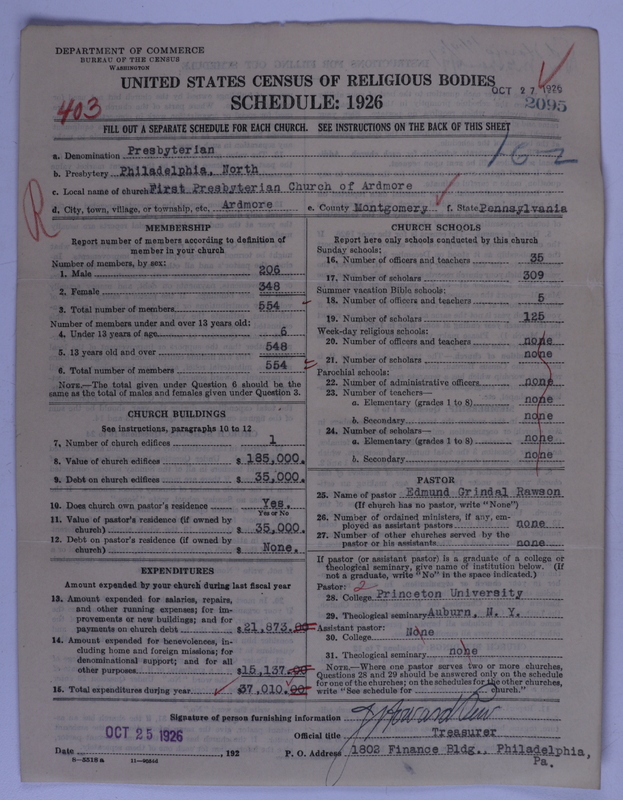 DEPARTMENT OF COMMERCE
BUREAU OF THE CENSUS
WASHINGTON
UNITED STATES CENSUS OF RELIGIOUS BODIES
OCT 27 1926
403
SCHEDULE: 1926
2095
FILL OUT A SEPARATE SCHEDULE FOR EACH CHURCH. SEE INSTRUCTIONS ON THE BACK OF THIS SHEET
162
a. Denomination Presbyterian
b. Presbytery Philadelphia, North
c. Local name of church First Presbyterian Church of Ardmore
d. City, town, village, or township, etc. Ardmore e. County Montgomery f. State Pennsylvania
R
MEMBERSHIP
Report number of members according to definition of
member in your church
Number of members, by sex:
1. Male 206
2. Female 348
3. Total number of members 554
Number of members under and over 13 years old:
4. Under 13 years of age 6
5. 13 years old and over 548
6. Total number of members 554
NOTE.—The total given under Question 6 should be the
same as the total of males and females given under Question 3.
CHURCH BUILDINGS
See instructions, paragraphs 10 to 12
7. Number of church edifices 1
8. Value of church edifices $ 185,000.
9. Debt on church edifices $ 35,000.
10. Does church own pastor's residence Yes.
Yes or No
11. Value of pastor's residence (if owned by
church) $ 35,000.
12. Debt on pastor's residence (if owned by
church) $ None.
EXPENDITURES
Amount expended by your church during last fiscal year
13. Amount expended for salaries, repairs,
and other running expenses; for im-
provements or new buildings; and for
payments on church debt $21,873.00
14. Amount expended for benevolences, in-
cluding home and foreign missions; for
denominational support; and for all
other purposes $15,137.00
15. Total expenditures during year $37,010.00
CHURCH SCHOOLS
Report here only schools conducted by this church
Sunday schools:
16. Number of officers and teachers 35
17. Number of scholars 309
Summer vacation Bible schools:
18. Number of officers and teachers 5
19. Number of scholars 125
Week-day religious schools:
20. Number of officers and teachers none
21. Number of scholars none
Parochial schools:
22. Number of administrative officers none
23. Number of teachers—
a. Elementary (grades 1 to 8) none
b. Secondary none
24. Number of scholars—
a. Elementary (grades 1 to 8) none
b. Secondary none
PASTOR
25. Name of pastor Edmund Grindal Rawson
(If church has no pastor, write "None")
26. Number of ordained ministers, if any, em-
ployed as assistant pastors none
27. Number of other churches served by the
pastor or his assistants none
If pastor (or assistant pastor) is a graduate of a college or
theological seminary, give name of institution below. (If
not a graduate, write "No" in the space indicated.)
Pastor: 2
28. College Princeton University
29. Theological seminary Auburn, N. Y.
Assistant pastor:
30. College None
31. Theological seminary none
NOTE.—Where one pastor serves two or more churches,
Questions 28 and 29 should be answered only on the schedule
for one of the churches; on the schedules for the other churches,
write "See schedule for church."
Signature of person furnishing information J Howard Pew
OCT 25 1926
Official title Treasurer
Date , 192 P. O. Address 1802 Finance Bldg., Philadelphia,
Pa.